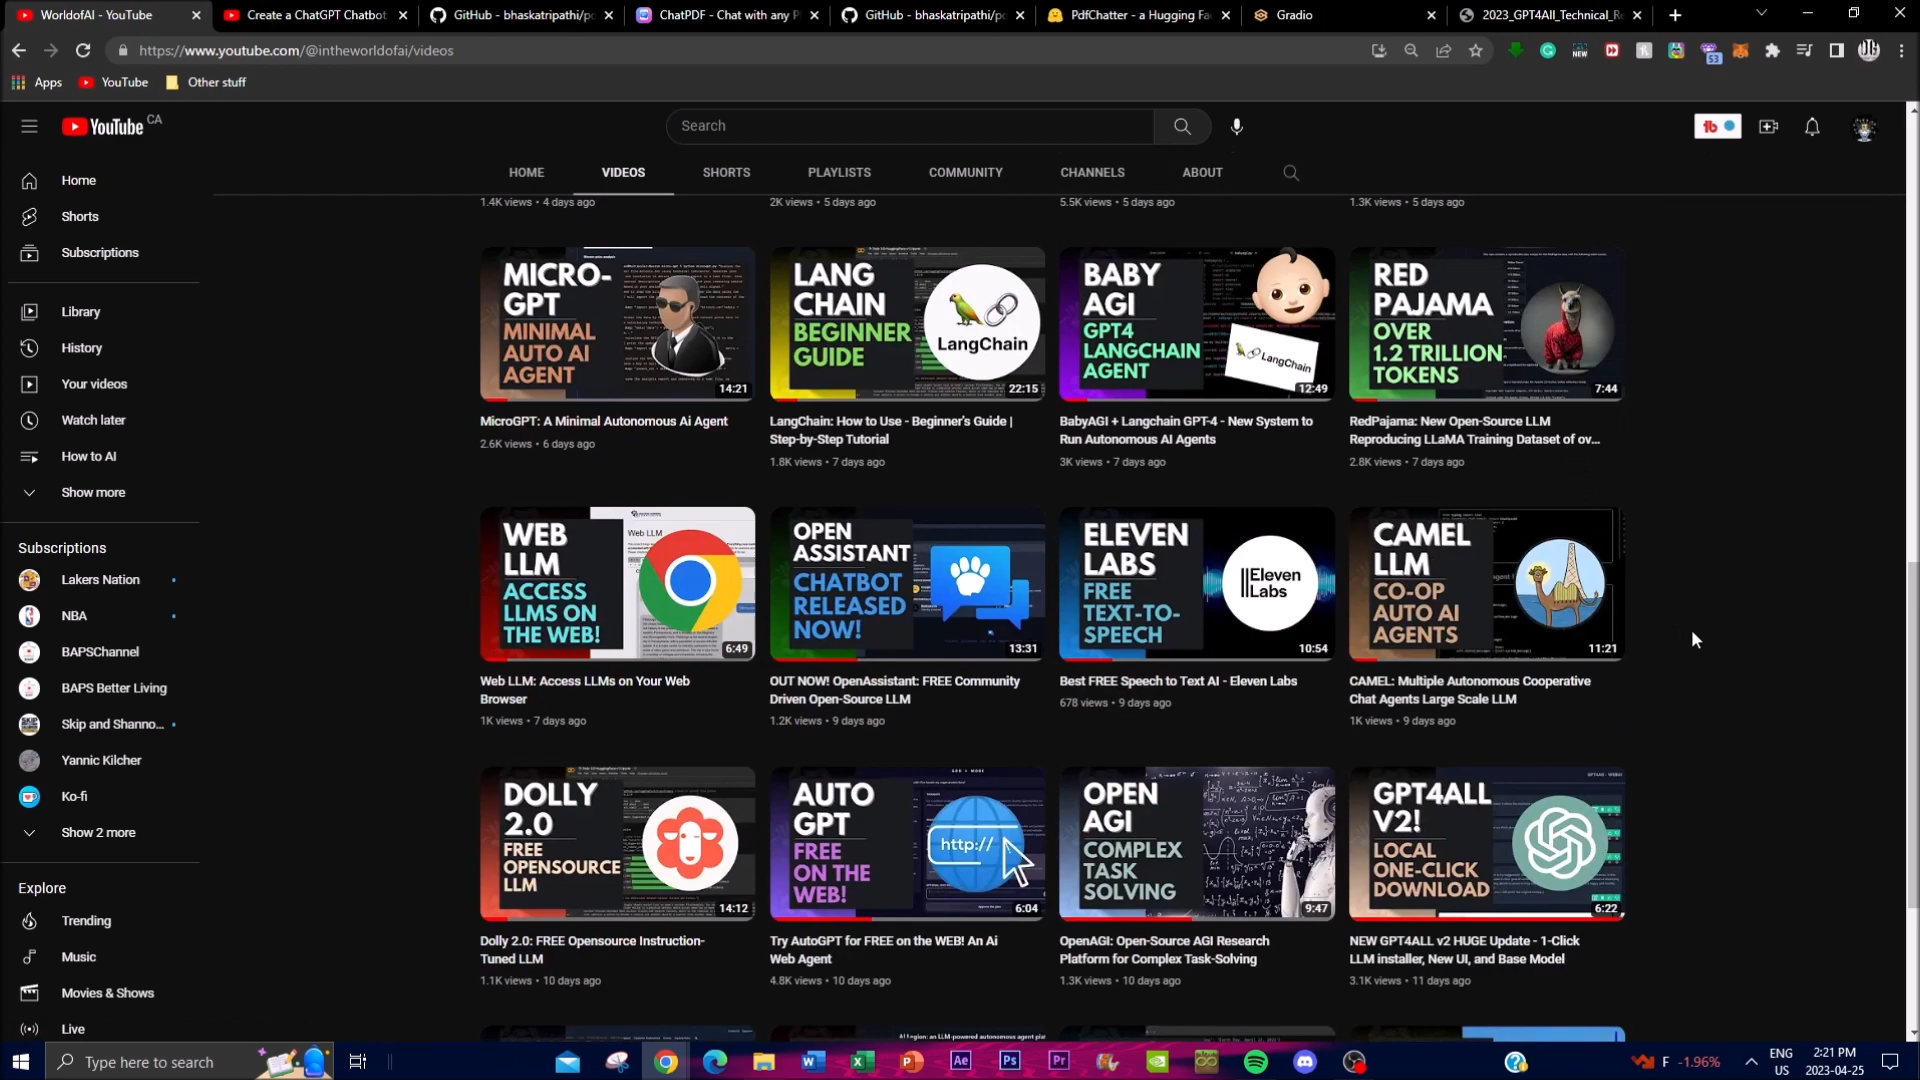 WorldofAI - YouTube
Create a ChatGPT Chatbot
GitHub - bhaskatripathi/pc
ChatPDF - Chat with any P
GitHub - bhaskatripathi/pc
PdfChatter - a Hugging Fa
Gradio
2023_GPT4All_Technical_R
https://www.youtube.com/@intheworldofai/videos
NEW
53
Apps
YouTube
Other stuff
YouTube CA
Search
HOME
VIDEOS
SHORTS
PLAYLISTS
COMMUNITY
CHANNELS
ABOUT
Home
Shorts
Subscriptions
Library
History
Your videos
Watch later
How to AI
Show more
Subscriptions
Lakers Nation
NBA
BAPSChannel
BAPS Better Living
Skip and Shanno...
Yannic Kilcher
Ko-fi
Show 2 more
Explore
Trending
Music
Movies & Shows
Live
1.4K views • 4 days ago
2K views • 5 days ago
5.5K views • 5 days ago
1.3K views • 5 days ago
MICRO-
GPT
MINIMAL
AUTO AI
AGENT
14:21
MicroGPT: A Minimal Autonomous Ai Agent
2.6K views • 6 days ago
LANG
CHAIN
BEGINNER
GUIDE
LangChain
22:15
LangChain: How to Use - Beginner's Guide |
Step-by-Step Tutorial
1.8K views • 7 days ago
BABY
AGI
GPT4
LANGCHAIN
AGENT
LangChain
12:49
BabyAGI + Langchain GPT-4 - New System to
Run Autonomous AI Agents
3K views • 7 days ago
RED
PAJAMA
OVER
1.2 TRILLION
TOKENS
7:44
RedPajama: New Open-Source LLM
Reproducing LLaMA Training Dataset of ov...
2.8K views • 7 days ago
WEB
LLM
ACCESS
LLMS ON
THE WEB!
Web LLM
6:49
Web LLM: Access LLMs on Your Web
Browser
1K views • 7 days ago
OPEN
ASSISTANT
CHATBOT
RELEASED
NOW!
13:31
OUT NOW! OpenAssistant: FREE Community
Driven Open-Source LLM
1.2K views • 9 days ago
ELEVEN
LABS
FREE
TEXT-TO-
SPEECH
||Eleven
Labs
10:54
Best FREE Speech to Text AI - Eleven Labs
678 views • 9 days ago
CAMEL
LLM
CO-OP
AUTO AI
AGENTS
11:21
CAMEL: Multiple Autonomous Cooperative
Chat Agents Large Scale LLM
1K views • 9 days ago
DOLLY
2.0
FREE
OPENSOURCE
LLM
14:12
Dolly 2.0: FREE Opensource Instruction-
Tuned LLM
1.1K views • 10 days ago
AUTO
GPT
FREE
ON THE
WEB!
http://
6:04
Try AutoGPT for FREE on the WEB! An Ai
Web Agent
4.8K views • 10 days ago
OPEN
AGI
COMPLEX
TASK
SOLVING
9:47
OpenAGI: Open-Source AGI Research
Platform for Complex Task-Solving
1.3K views • 10 days ago
GPT4ALL
V2!
LOCAL
ONE-CLICK
DOWNLOAD
6:22
NEW GPT4ALL v2 HUGE Update - 1-Click
LLM installer, New UI, and Base Model
3.1K views • 11 days ago
Type here to search
F -1.96%
ENG
US
2:21 PM
2023-04-25